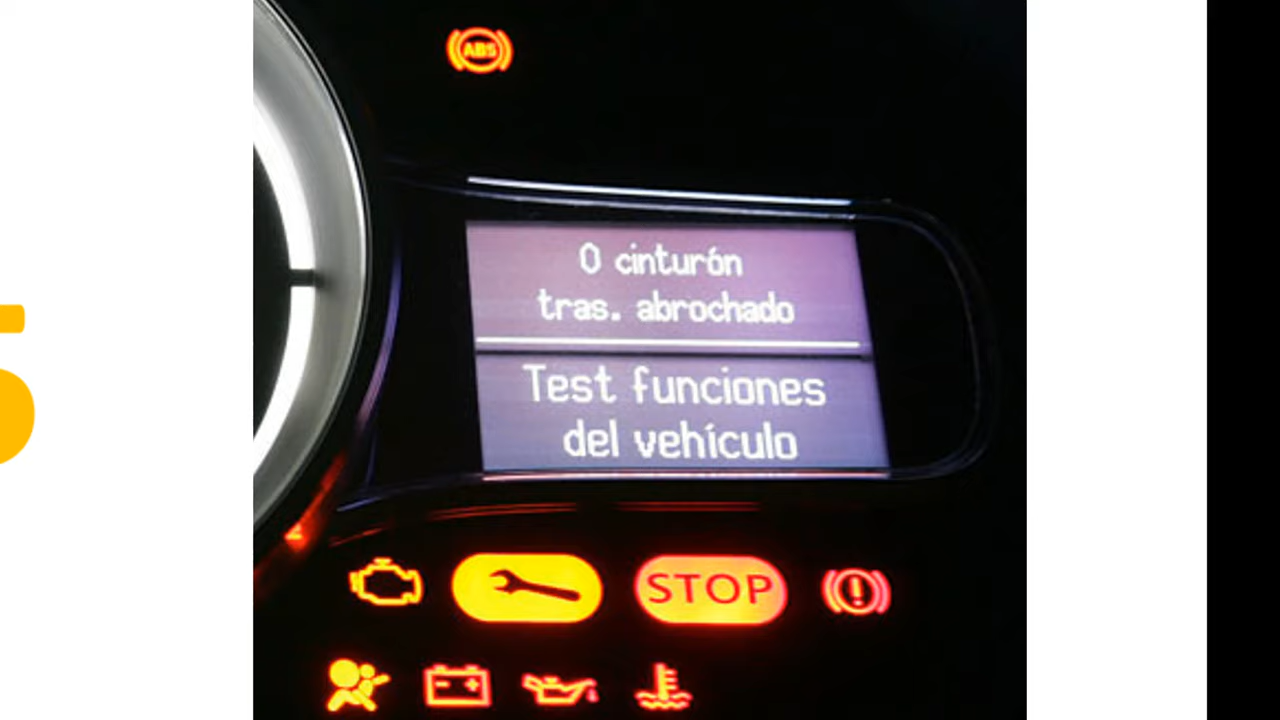 ABS
0 cinturón
tras. abrochado
Test funciones
del vehículo
STOP